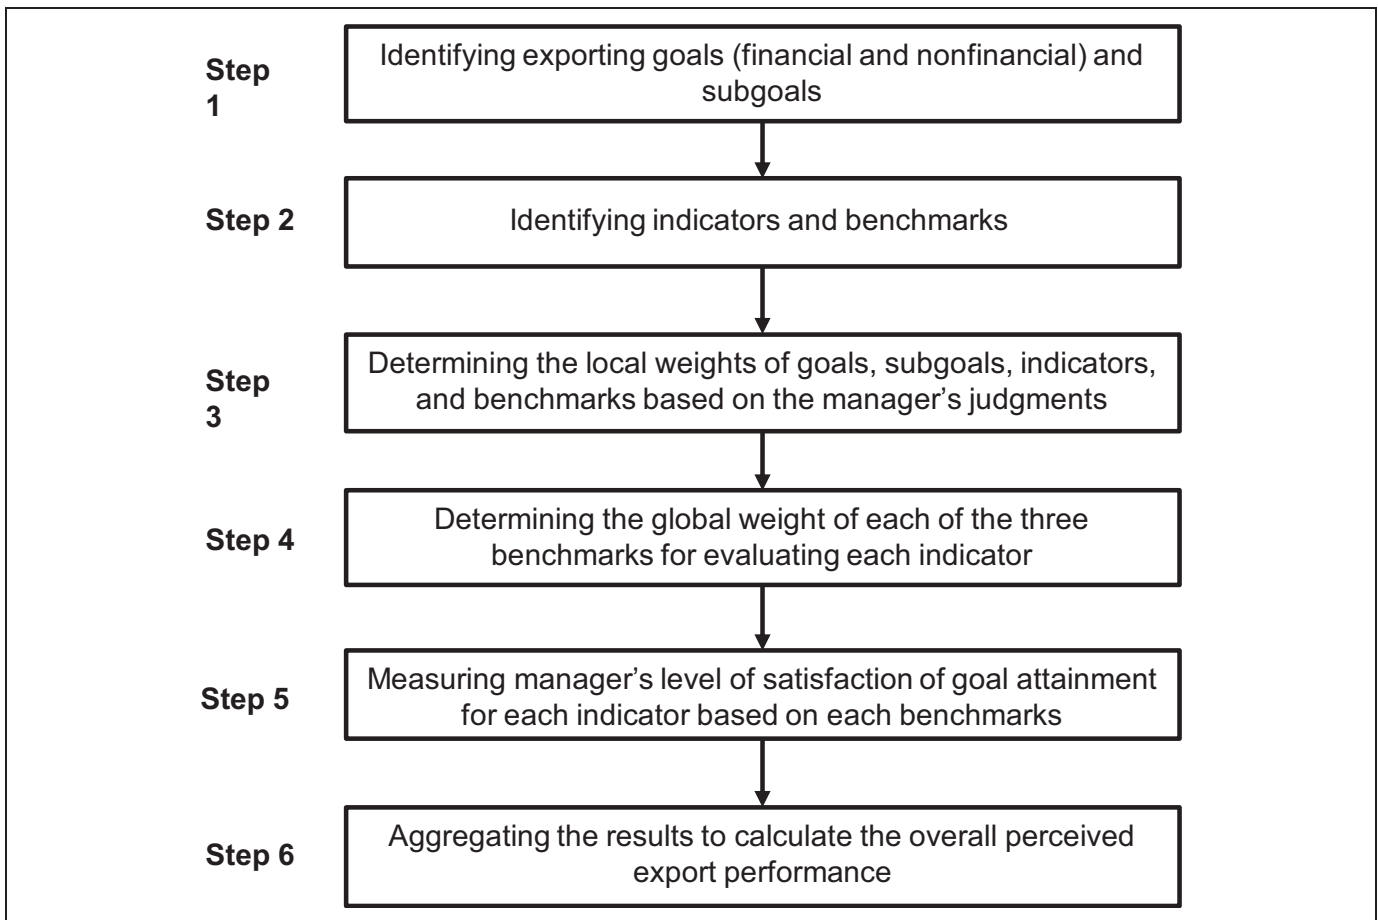 Step
1
Identifying exporting goals (financial and nonfinancial) and
subgoals
Step 2
Identifying indicators and benchmarks
Step
3
Determining the local weights of goals, subgoals, indicators,
and benchmarks based on the manager’s judgments
Step 4
Determining the global weight of each of the three
benchmarks for evaluating each indicator
Step 5
Measuring manager’s level of satisfaction of goal attainment
for each indicator based on each benchmarks
Step 6
Aggregating the results to calculate the overall perceived
export performance